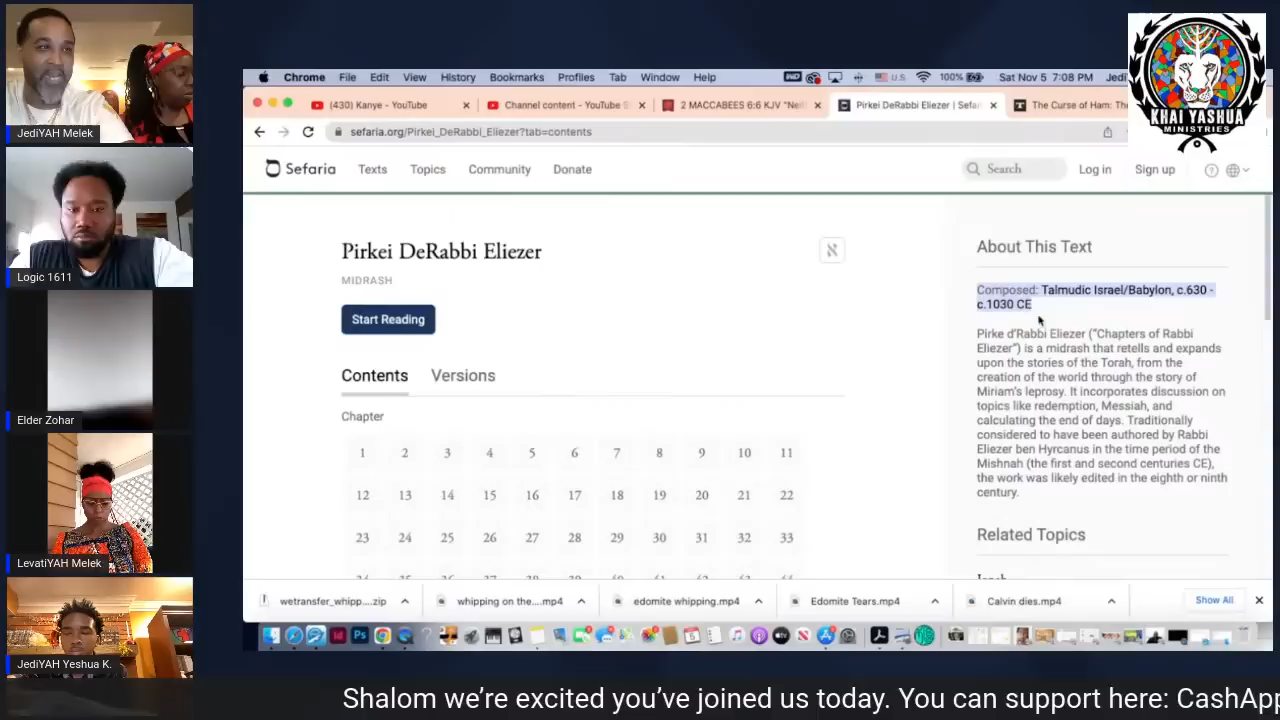 JediYAH Melek
Logic 1611
Elder Zohar
LevatiYAH Melek
JediYAH Yeshua K.
Chrome File Edit View History Bookmarks Profiles Tab Window Help
U.S. 100% Sat Nov 5 7:08 PM Jedi
(430) Kanye - YouTube
Channel content - YouTube S
2 MACCABEES 6:6 KJV "Neit
Pirkei DeRabbi Eliezer | Sefar
The Curse of Ham: The
sefaria.org/Pirkei_DeRabbi_Eliezer?tab=contents
KHAI YASHUA
MINISTRIES
Sefaria Texts Topics Community Donate Search Log in Sign up
Pirkei DeRabbi Eliezer
א
MIDRASH
Start Reading
Contents Versions
Chapter
1 2 3 4 5 6 7 8 9 10 11
12 13 14 15 16 17 18 19 20 21 22
23 24 25 26 27 28 29 30 31 32 33
About This Text
Composed: Talmudic Israel/Babylon, c.630 -
c.1030 CE
Pirke d'Rabbi Eliezer (“Chapters of Rabbi
Eliezer”) is a midrash that retells and expands
upon the stories of the Torah, from the
creation of the world through the story of
Miriam's leprosy. It incorporates discussion on
topics like redemption, Messiah, and
calculating the end of days. Traditionally
considered to have been authored by Rabbi
Eliezer ben Hyrcanus in the time period of the
Mishnah (the first and second centuries CE),
the work was likely edited in the eighth or ninth
century.
Related Topics
wetransfer_whipp....zip
whipping on the....mp4
edomite whipping.mp4
Edomite Tears.mp4
Calvin dies.mp4
Show All
Shalom we’re excited you’ve joined us today. You can support here: CashApp